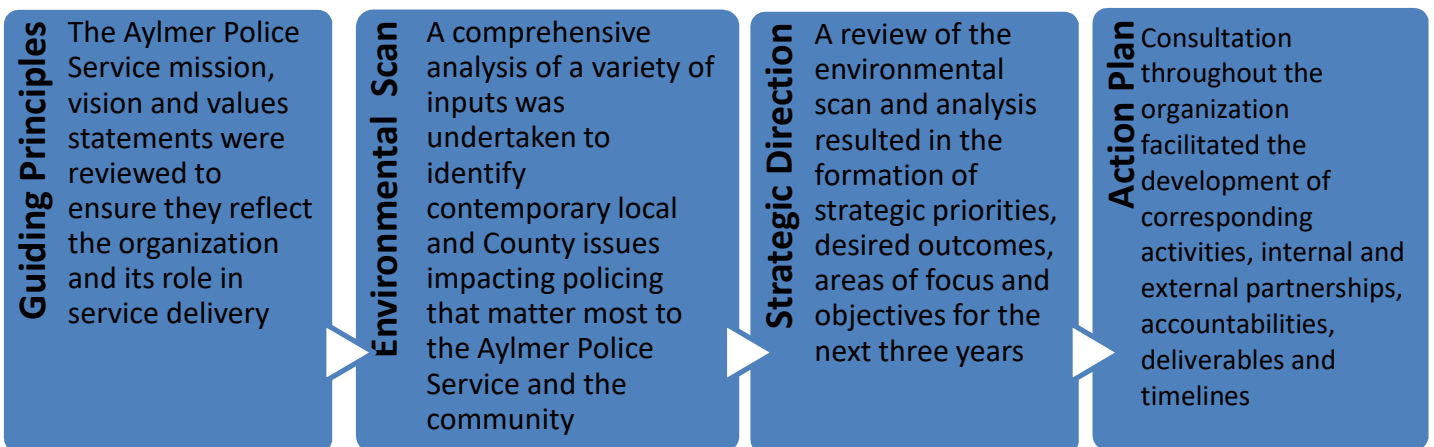 Guiding Principles
The Aylmer Police
Service mission,
vision and values
statements were
reviewed to
ensure they reflect
the organization
and its role in
service delivery
Environmental Scan
A comprehensive
analysis of a variety of
inputs was
undertaken to
identify
contemporary local
and County issues
impacting policing
that matter most to
the Aylmer Police
Service and the
community
Strategic Direction
A review of the
environmental
scan and analysis
resulted in the
formation of
strategic priorities,
desired outcomes,
areas of focus and
objectives for the
next three years
Action Plan
Consultation
throughout the
organization
facilitated the
development of
corresponding
activities, internal and
external partnerships,
accountabilities,
deliverables and
timelines